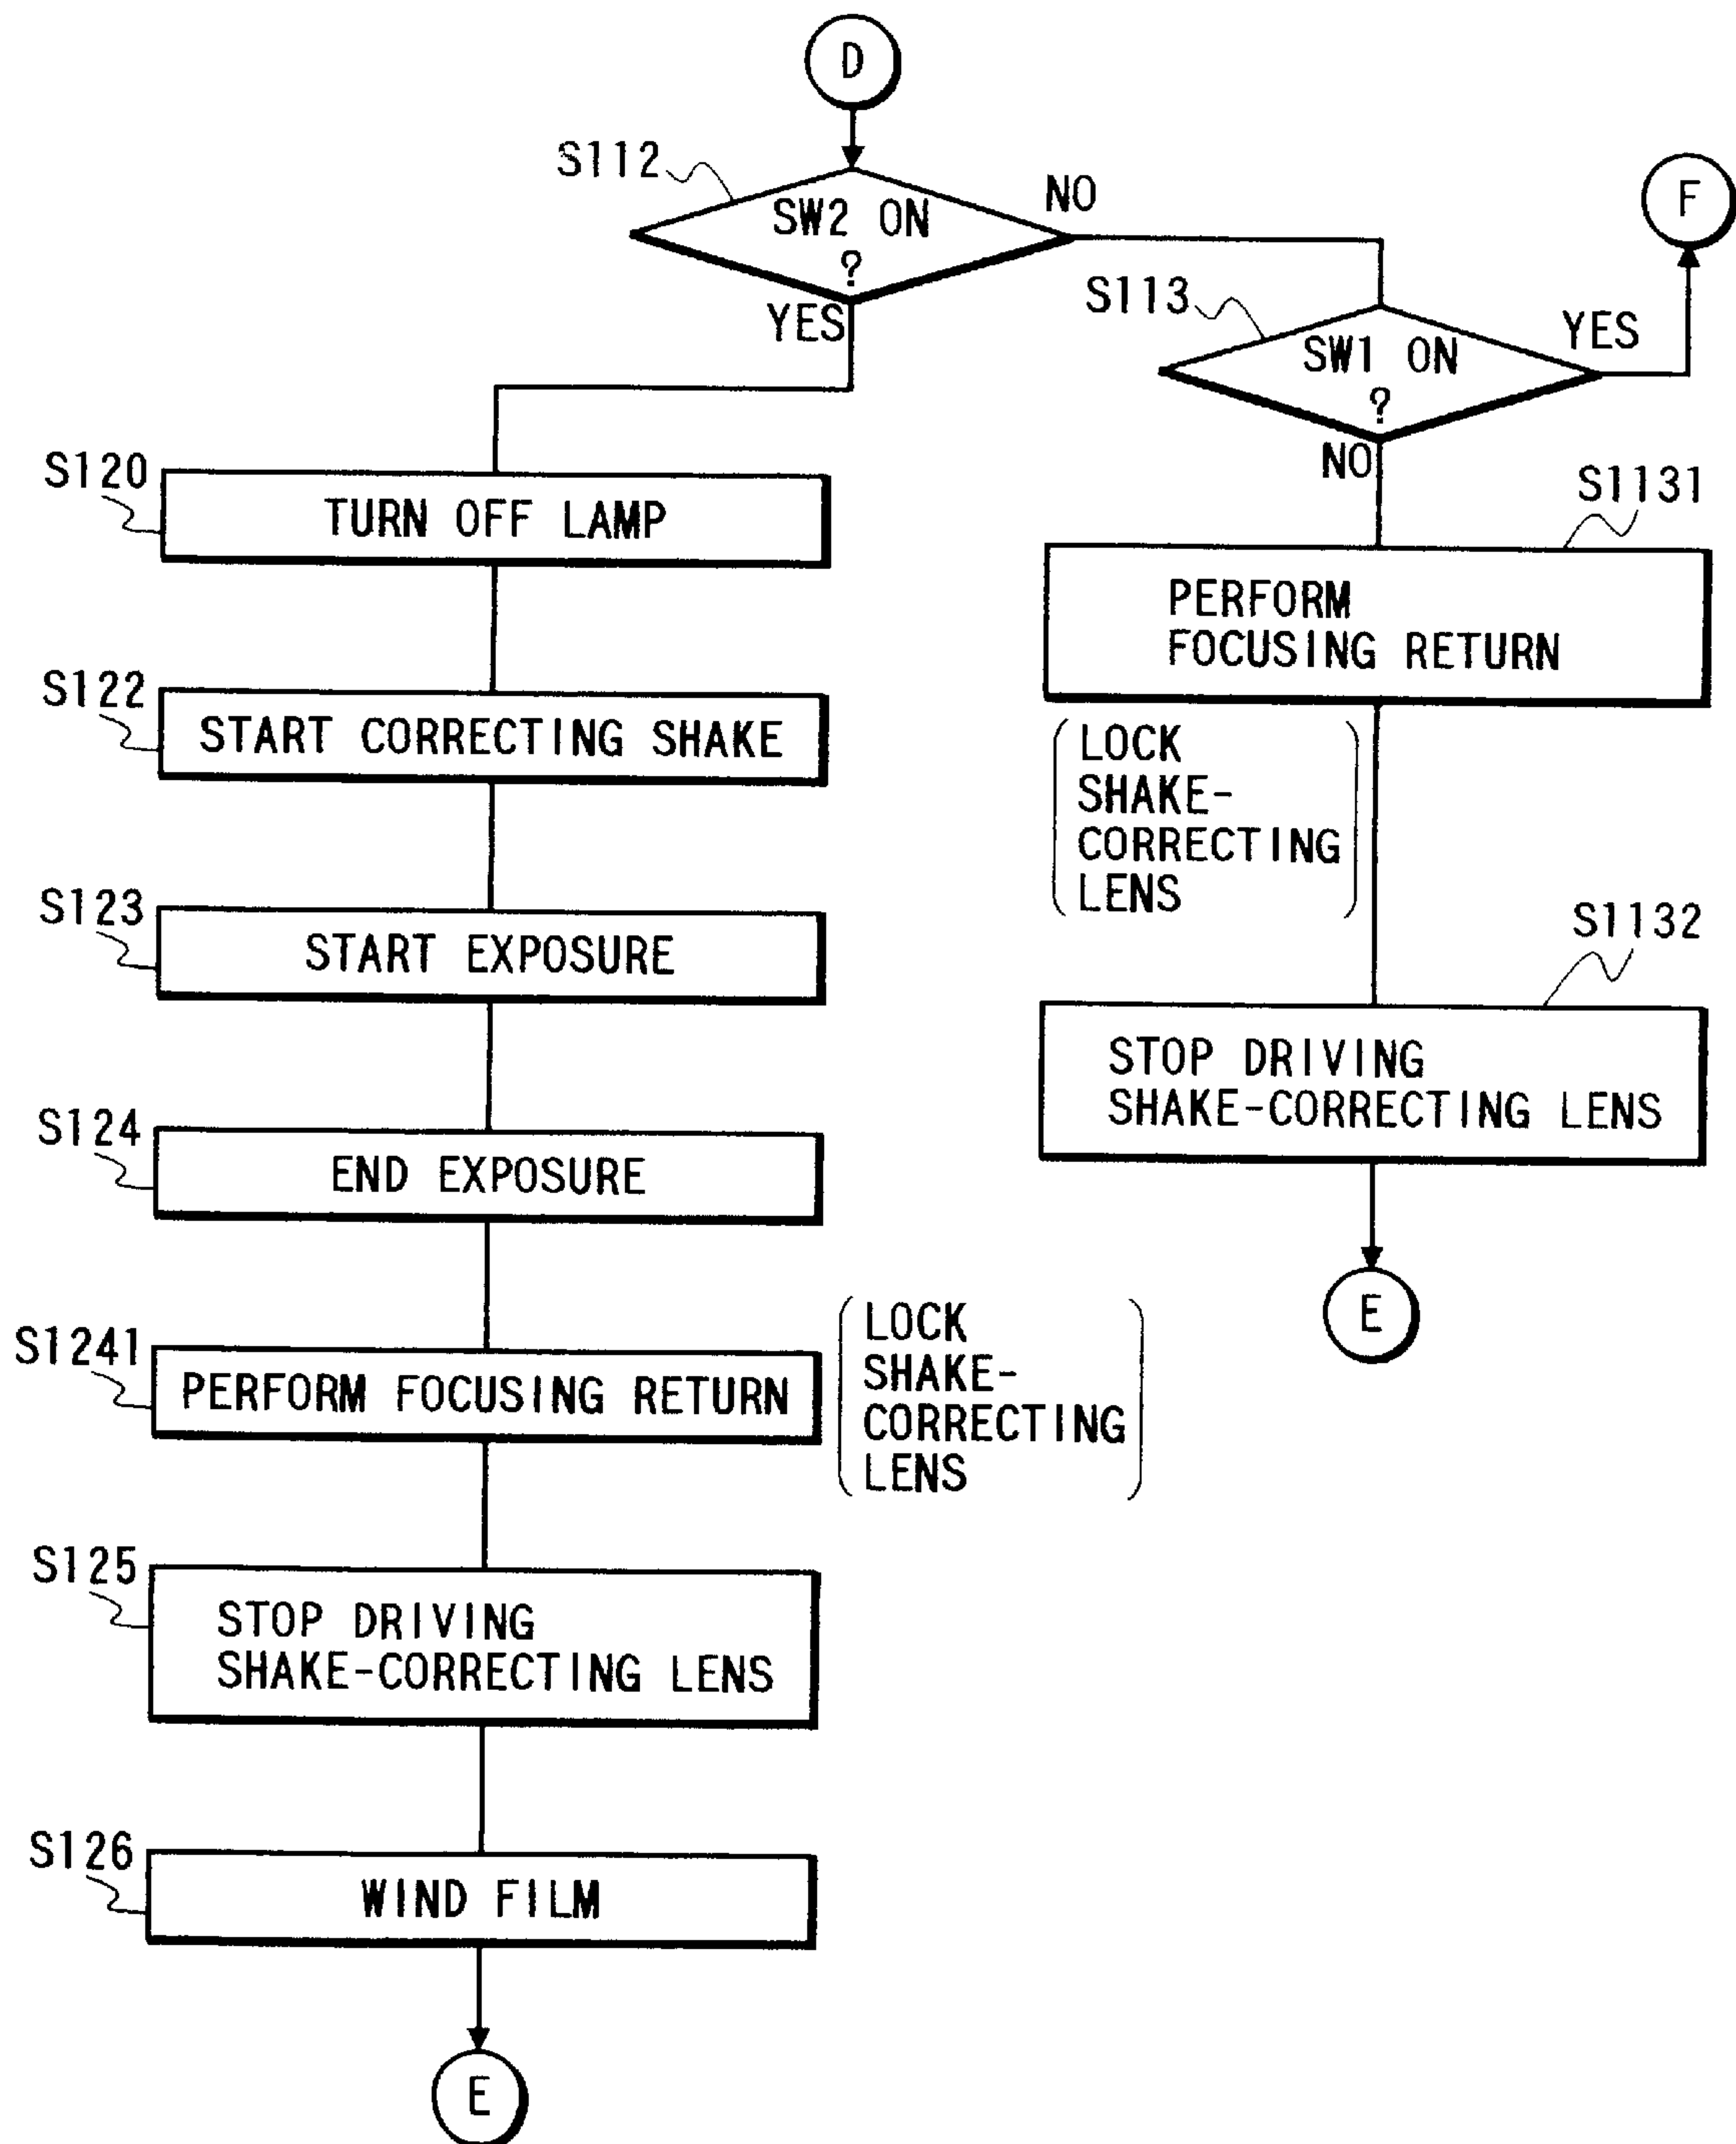 D
S112
SW2 ON
?
NO
YES
F
S113
SW1 ON
?
YES
NO
S120
TURN OFF LAMP
S1131
PERFORM
FOCUSING RETURN
S122
START CORRECTING SHAKE
LOCK
SHAKE-
CORRECTING
LENS
S123
START EXPOSURE
S1132
STOP DRIVING
SHAKE-CORRECTING LENS
S124
END EXPOSURE
E
S1241
PERFORM FOCUSING RETURN
LOCK
SHAKE-
CORRECTING
LENS
S125
STOP DRIVING
SHAKE-CORRECTING LENS
S126
WIND FILM
E